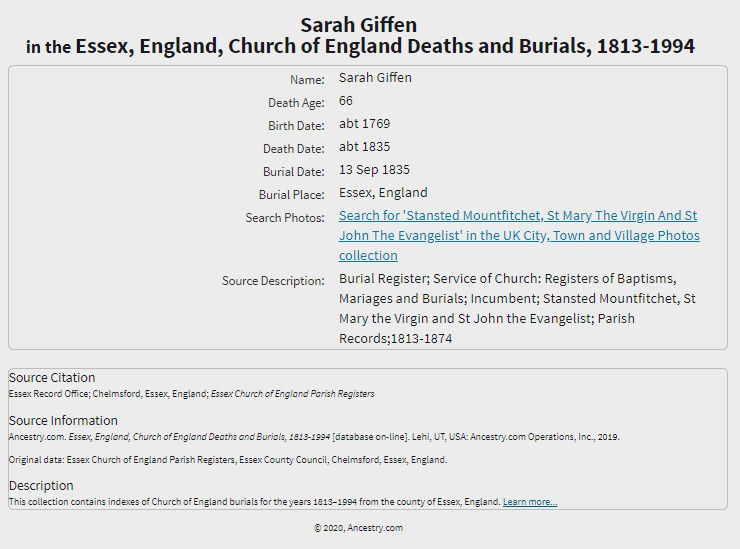 Sarah Giffen
in the Essex, England, Church of England Deaths and Burials, 1813-1994
Name: Sarah Giffen
Death Age: 66
Birth Date: abt 1769
Death Date: abt 1835
Burial Date: 13 Sep 1835
Burial Place: Essex, England
Search Photos: Search for 'Stansted Mountfitchet, St Mary The Virgin And St
John The Evangelist' in the UK City, Town and Village Photos
collection
Source Description: Burial Register; Service of Church: Registers of Baptisms,
Mariages and Burials; Incumbent; Stansted Mountfitchet, St
Mary the Virgin and St John the Evangelist; Parish
Records;1813-1874
Source Citation
Essex Record Office; Chelmsford, Essex, England; Essex Church of England Parish Registers
Source Information
Ancestry.com. Essex, England, Church of England Deaths and Burials, 1813-1994 [database on-line]. Lehi, UT, USA: Ancestry.com Operations, Inc., 2019.
Original data: Essex Church of England Parish Registers, Essex County Council, Chelmsford, Essex, England.
Description
This collection contains indexes of Church of England burials for the years 1813–1994 from the county of Essex, England. Learn more...
© 2020, Ancestry.com